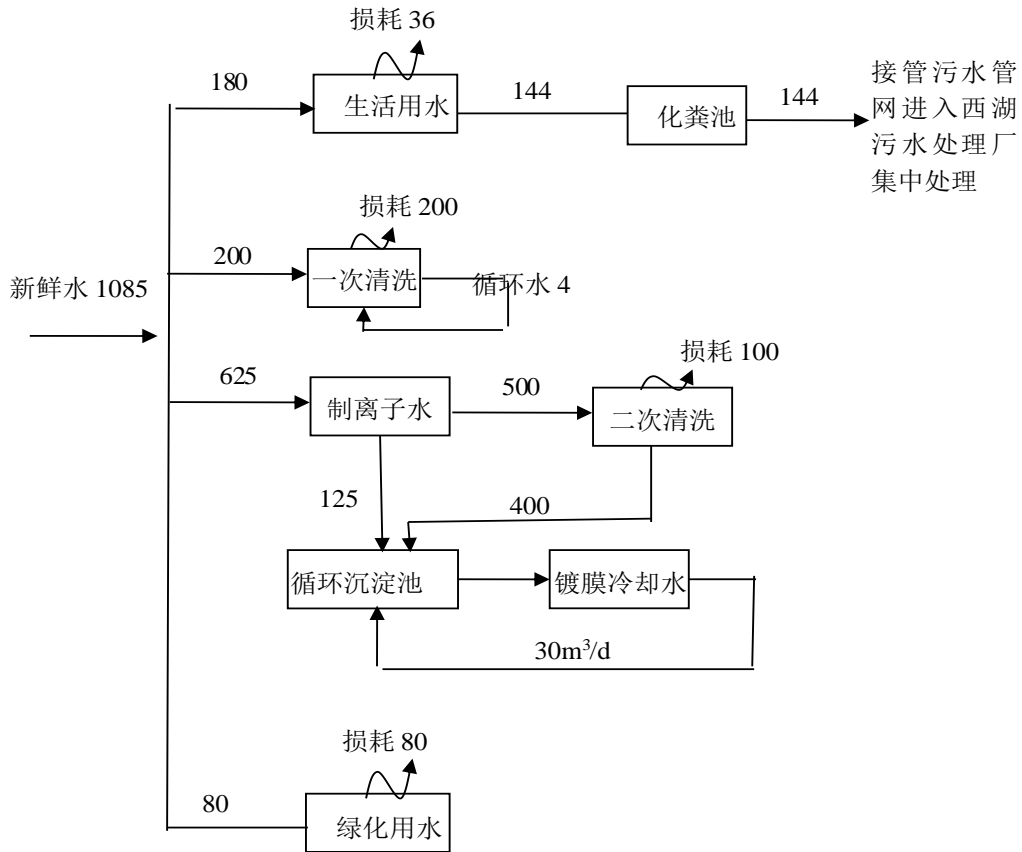 损耗 36
180
生活用水
144
化粪池
144
接管污水管
网进入西湖
污水处理厂
集中处理
损耗 200
200
一次清洗
循环水 4
新鲜水 1085
损耗 100
625
制离子水
500
二次清洗
125
400
循环沉淀池
镀膜冷却水
30m³/d
损耗 80
80
绿化用水